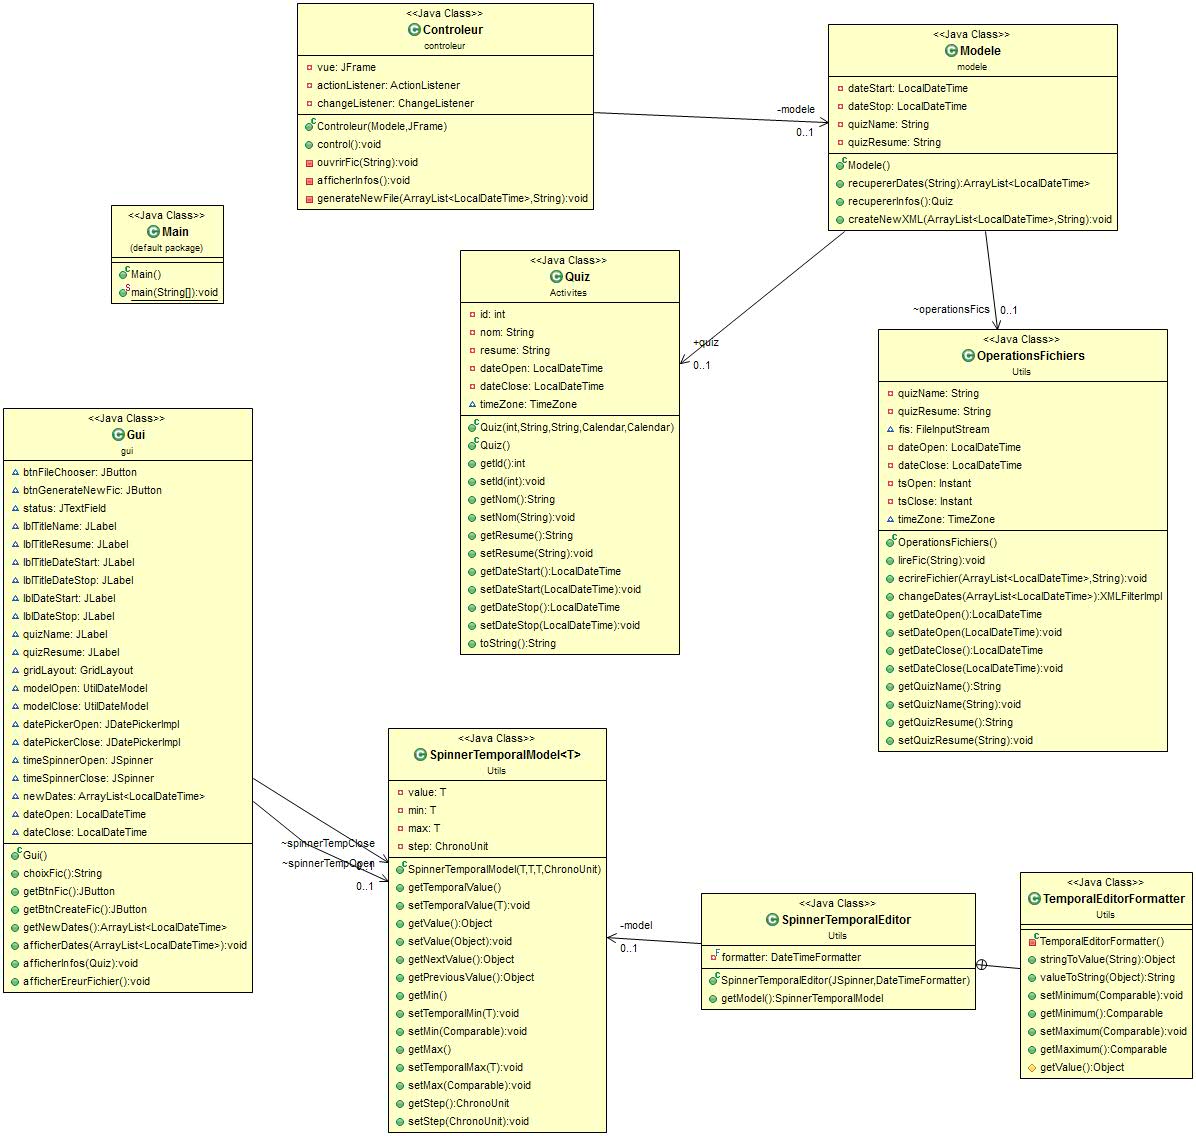 <<Java Class>>
Controleur
controleur
vue: JFrame
actionListener: ActionListener
changeListener: ChangeListener
Controleur(Modele,JFrame)
control():void
ouvrirFic(String):void
afficherInfos():void
generateNewFile(ArrayList<LocalDateTime>,String):void
-modele
0..1
<<Java Class>>
Modele
modele
dateStart: LocalDateTime
dateStop: LocalDateTime
quizName: String
quizResume: String
Modele()
recupererDates(String):ArrayList<LocalDateTime>
recupererInfos():Quiz
createNewXML(ArrayList<LocalDateTime>,String):void
<<Java Class>>
Main
(default package)
Main()
main(String[]):void
<<Java Class>>
Quiz
Activites
id: int
nom: String
resume: String
dateOpen: LocalDateTime
dateClose: LocalDateTime
timeZone: TimeZone
Quiz(int,String,String,Calendar,Calendar)
Quiz()
getId():int
setId(int):void
getNom():String
setNom(String):void
getResume():String
setResume(String):void
getDateStart():LocalDateTime
setDateStart(LocalDateTime):void
getDateStop():LocalDateTime
setDateStop(LocalDateTime):void
toString():String
+quiz
0..1
~operationsFics
0..1
<<Java Class>>
OperationsFichiers
Utils
quizName: String
quizResume: String
fis: FileInputStream
dateOpen: LocalDateTime
dateClose: LocalDateTime
tsOpen: Instant
tsClose: Instant
timeZone: TimeZone
OperationsFichiers()
lireFic(String):void
ecrireFichier(ArrayList<LocalDateTime>,String):void
changeDates(ArrayList<LocalDateTime>):XMLFilterImpl
getDateOpen():LocalDateTime
setDateOpen(LocalDateTime):void
getDateClose():LocalDateTime
setDateClose(LocalDateTime):void
getQuizName():String
setQuizName(String):void
getQuizResume():String
setQuizResume(String):void
<<Java Class>>
Gui
gui
btnFileChooser: JButton
btnGenerateNewFic: JButton
status: JTextField
lblTitleName: JLabel
lblTitleResume: JLabel
lblTitleDateStart: JLabel
lblTitleDateStop: JLabel
lblDateStart: JLabel
lblDateStop: JLabel
quizName: JLabel
quizResume: JLabel
gridLayout: GridLayout
modelOpen: UtilDateModel
modelClose: UtilDateModel
datePickerOpen: JDatePickerImpl
datePickerClose: JDatePickerImpl
timeSpinnerOpen: JSpinner
timeSpinnerClose: JSpinner
newDates: ArrayList<LocalDateTime>
dateOpen: LocalDateTime
dateClose: LocalDateTime
Gui()
choixFic():String
getBtnFic():JButton
getBtnCreateFic():JButton
getNewDates():ArrayList<LocalDateTime>
afficherDates(ArrayList<LocalDateTime>):void
afficherInfos(Quiz):void
afficherEreurFichier():void
~spinnerTempClose
0..1
~spinnerTempOpen
0..1
<<Java Class>>
SpinnerTemporalModel<T>
Utils
value: T
min: T
max: T
step: ChronoUnit
SpinnerTemporalModel(T,T,T,ChronoUnit)
getTemporalValue()
setTemporalValue(T):void
getValue():Object
setValue(Object):void
getNextValue():Object
getPreviousValue():Object
getMin()
setTemporalMin(T):void
setMin(Comparable):void
getMax()
setTemporalMax(T):void
setMax(Comparable):void
getStep():ChronoUnit
setStep(ChronoUnit):void
-model
0..1
<<Java Class>>
SpinnerTemporalEditor
Utils
formatter: DateTimeFormatter
SpinnerTemporalEditor(JSpinner,DateTimeFormatter)
getModel():SpinnerTemporalModel
<<Java Class>>
TemporalEditorFormatter
Utils
TemporalEditorFormatter()
stringToValue(String):Object
valueToString(Object):String
setMinimum(Comparable):void
getMinimum():Comparable
setMaximum(Comparable):void
getMaximum():Comparable
getValue():Object